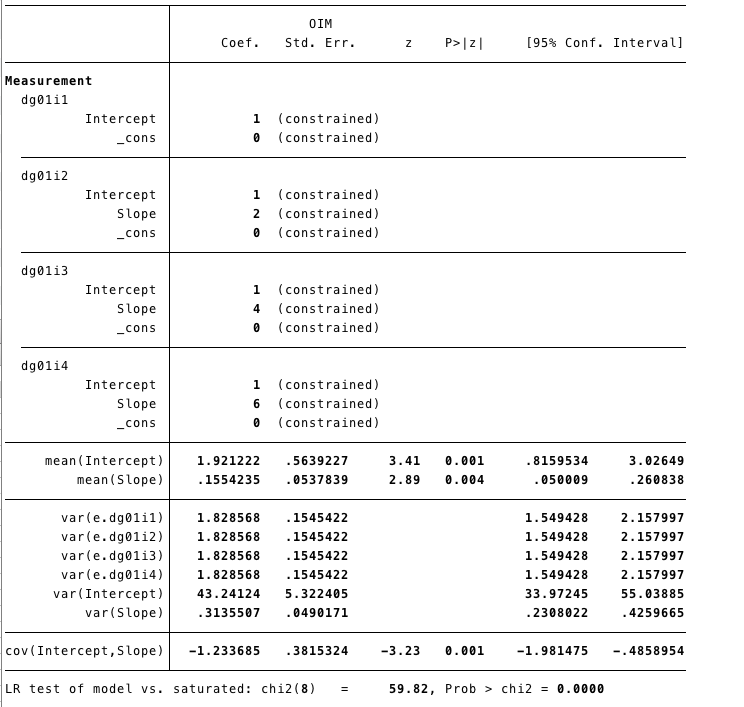 OIM
Coef. Std. Err. z P>|z| [95% Conf. Interval]
Measurement
dg01i1
Intercept 1 (constrained)
_cons 0 (constrained)
dg01i2
Intercept 1 (constrained)
Slope 2 (constrained)
_cons 0 (constrained)
dg01i3
Intercept 1 (constrained)
Slope 4 (constrained)
_cons 0 (constrained)
dg01i4
Intercept 1 (constrained)
Slope 6 (constrained)
_cons 0 (constrained)
mean(Intercept) 1.921222 .5639227 3.41 0.001 .8159534 3.02649
mean(Slope) .1554235 .0537839 2.89 0.004 .050009 .260838
var(e.dg01i1) 1.828568 .1545422 1.549428 2.157997
var(e.dg01i2) 1.828568 .1545422 1.549428 2.157997
var(e.dg01i3) 1.828568 .1545422 1.549428 2.157997
var(e.dg01i4) 1.828568 .1545422 1.549428 2.157997
var(Intercept) 43.24124 5.322405 33.97245 55.03885
var(Slope) .3135507 .0490171 .2308022 .4259665
cov(Intercept,Slope) −1.233685 .3815324 −3.23 0.001 −1.981475 −.4858954
LR test of model vs. saturated: chi2(8) = 59.82, Prob > chi2 = 0.0000